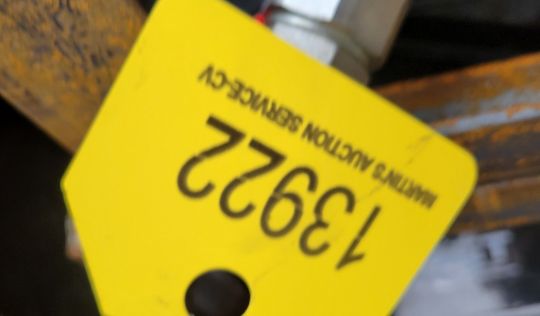 13922
MARTIN'S AUCTION SERVICE-CV